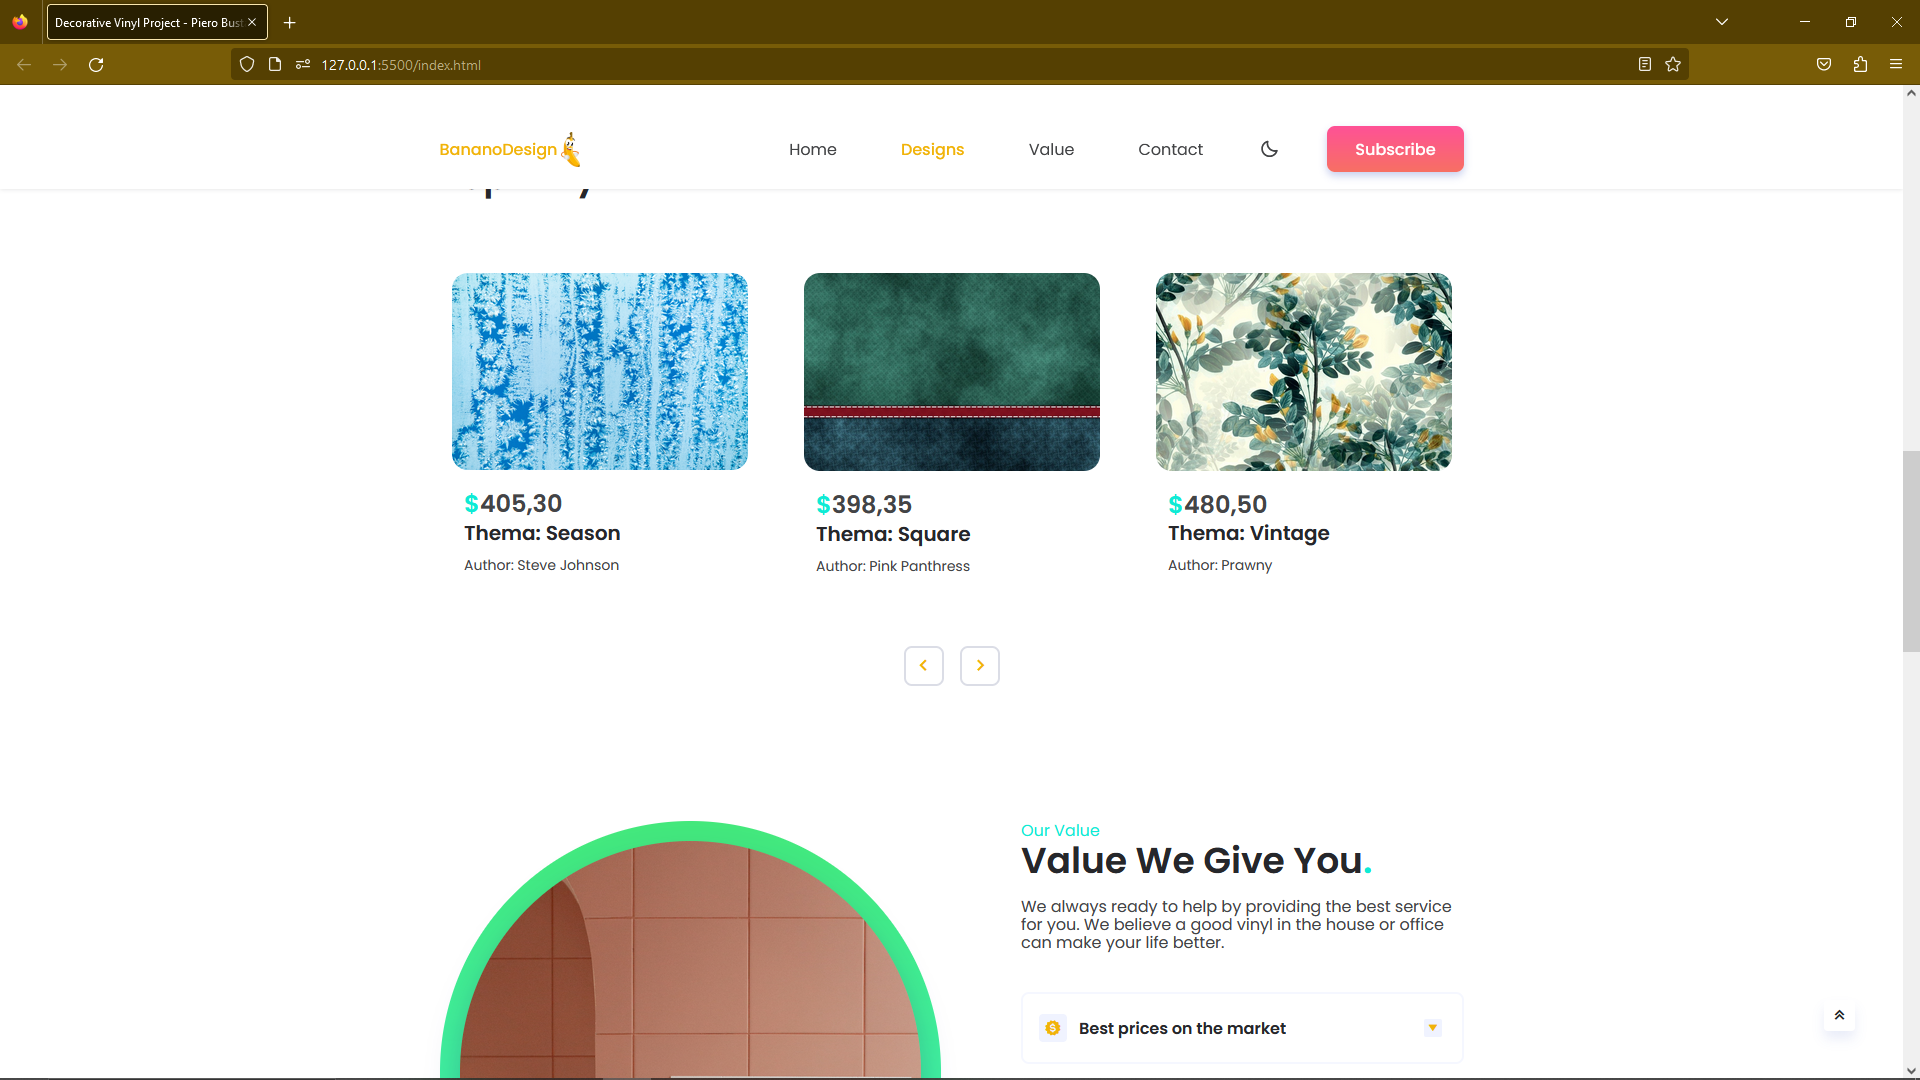 Decorative Vinyl Project - Piero Bust
127.0.0.1:5500/index.html
BananoDesign
Home
Designs
Value
Contact
Subscribe
$405,30
Thema: Season
Author: Steve Johnson
$398,35
Thema: Square
Author: Pink Panthress
$480,50
Thema: Vintage
Author: Prawny
Our Value
Value We Give You.
We always ready to help by providing the best service
for you. We believe a good vinyl in the house or office
can make your life better.
Best prices on the market